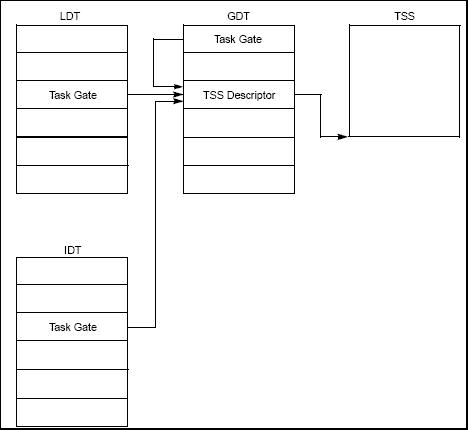 LDT
GDT
TSS
Task Gate
Task Gate
TSS Descriptor
IDT
Task Gate